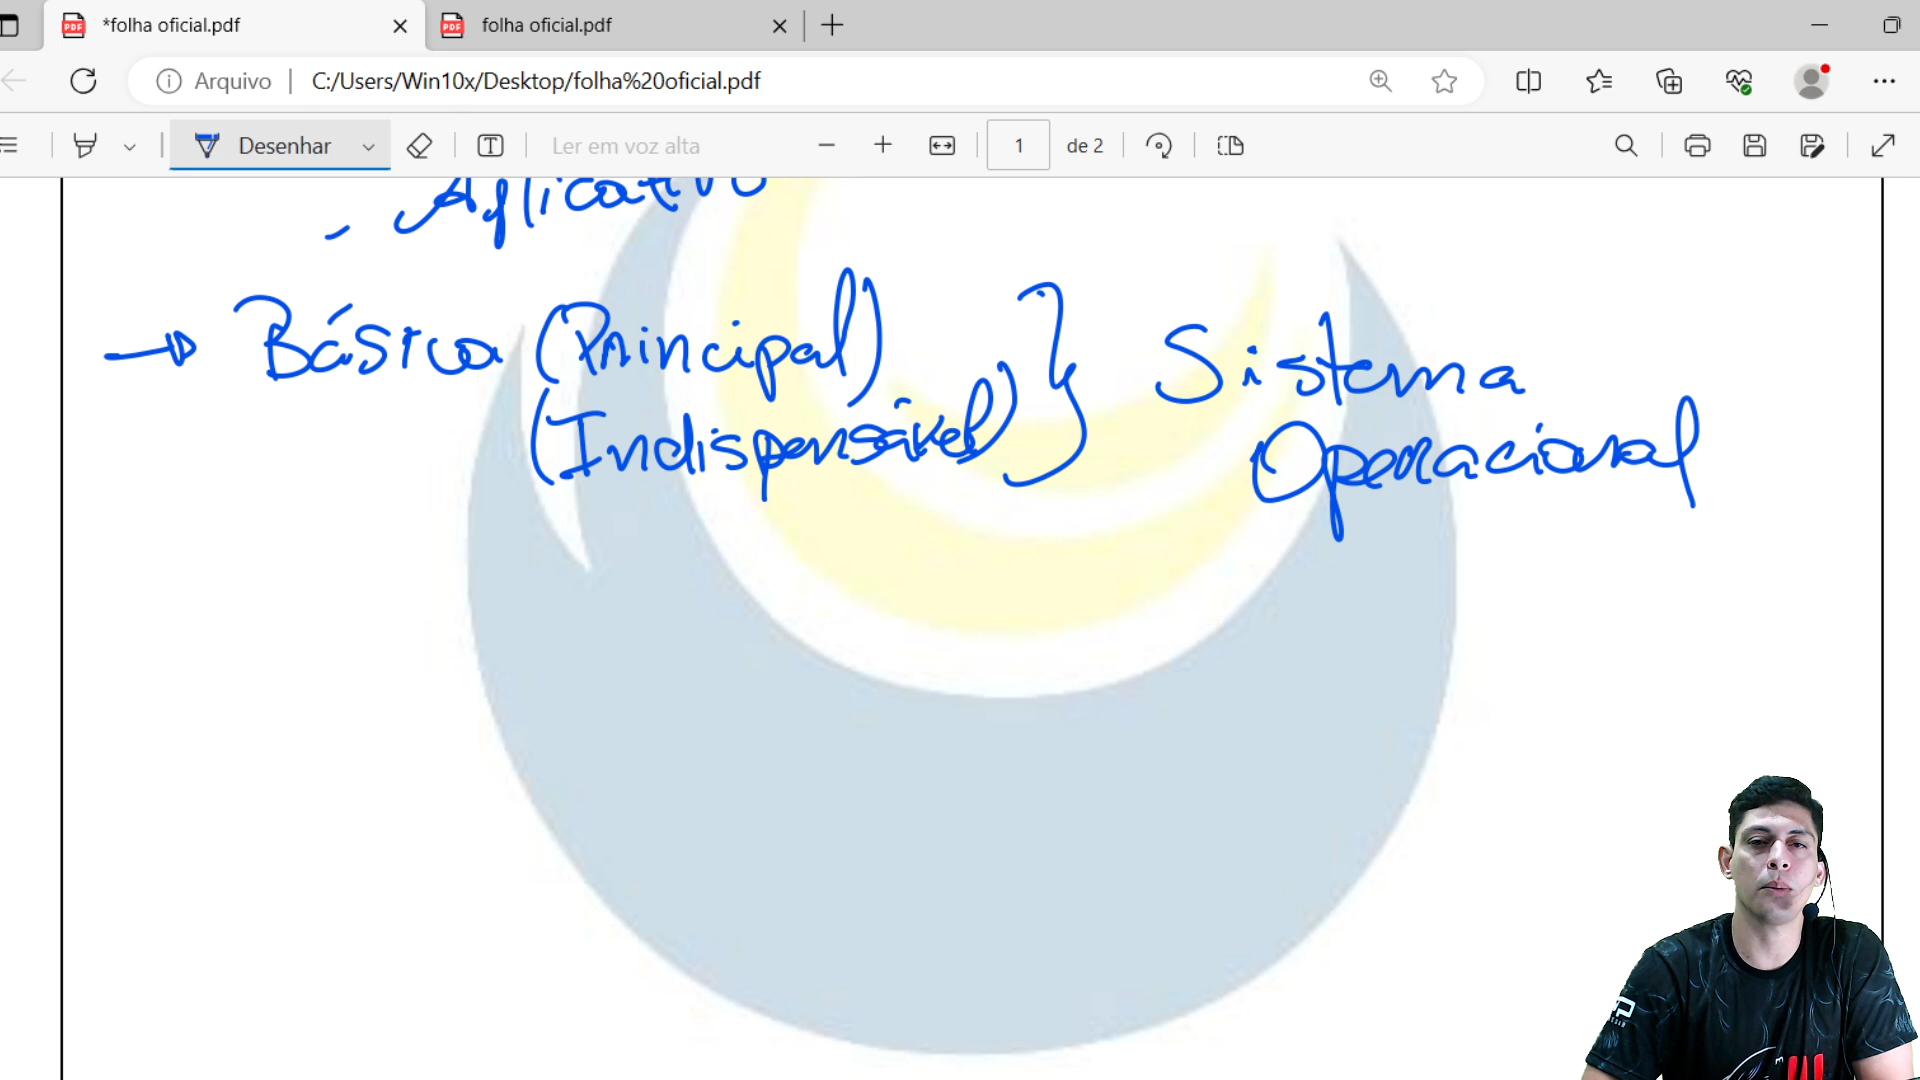 *folha oficial.pdf
folha oficial.pdf
Arquivo
C:/Users/Win10x/Desktop/folha%20oficial.pdf
Desenhar
Ler em voz alta
1
de 2
- Aplicativo
→ Básico (Principal)
(Indispensável) } Sistema
Operacional